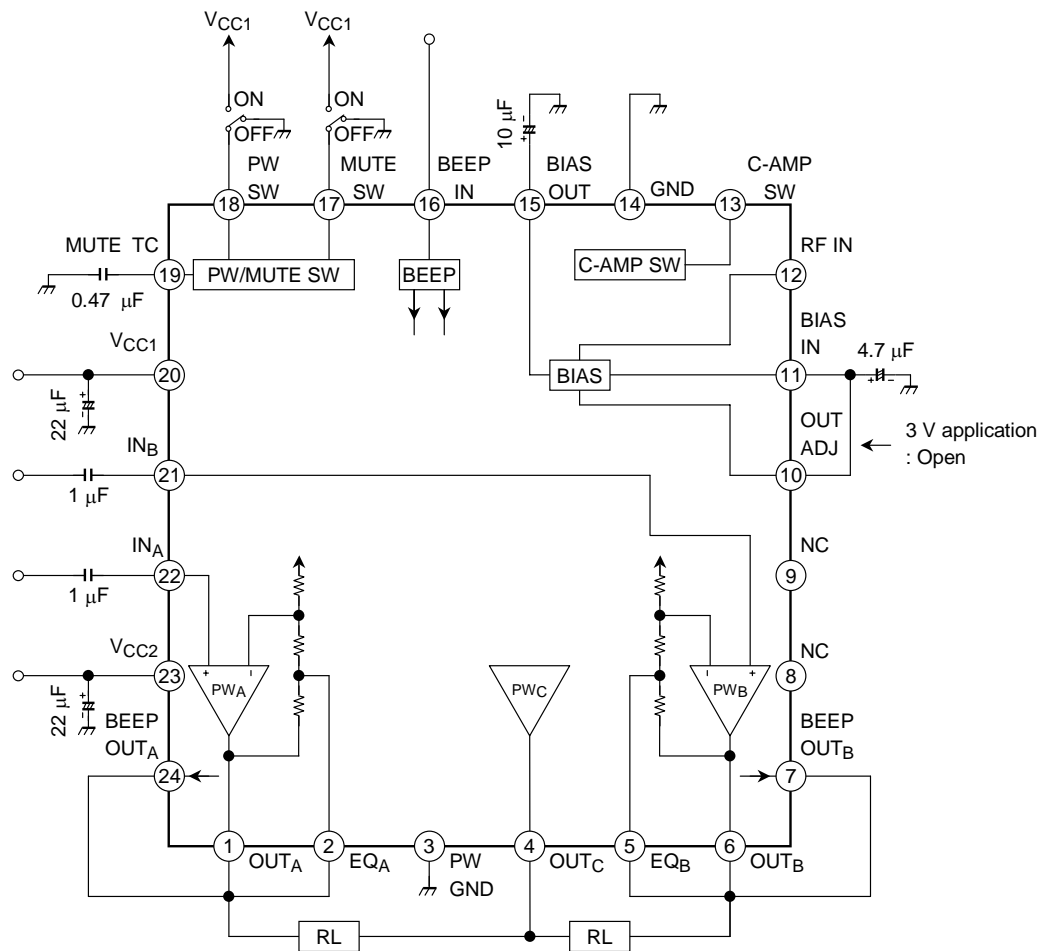 VCC1 VCC1
ON ON
OFF OFF
10 μF
PW SW
MUTE SW
BEEP IN
BIAS OUT
GND
C-AMP SW
18 17 16 15 14 13
MUTE TC
19
0.47 μF
PW/MUTE SW
BEEP
C-AMP SW
RF IN
12
VCC1
20
22 μF
BIAS
BIAS IN
11
4.7 μF
OUT ADJ
10
3 V application
: Open
INB
21
1 μF
INA
22
1 μF
NC
9
VCC2
23
22 μF
+ -
PWA
PWC
- +
PWB
NC
8
BEEP OUTA
24
BEEP OUTB
7
1 OUTA
2 EQA
3 PW GND
4 OUTC
5 EQB
6 OUTB
RL RL